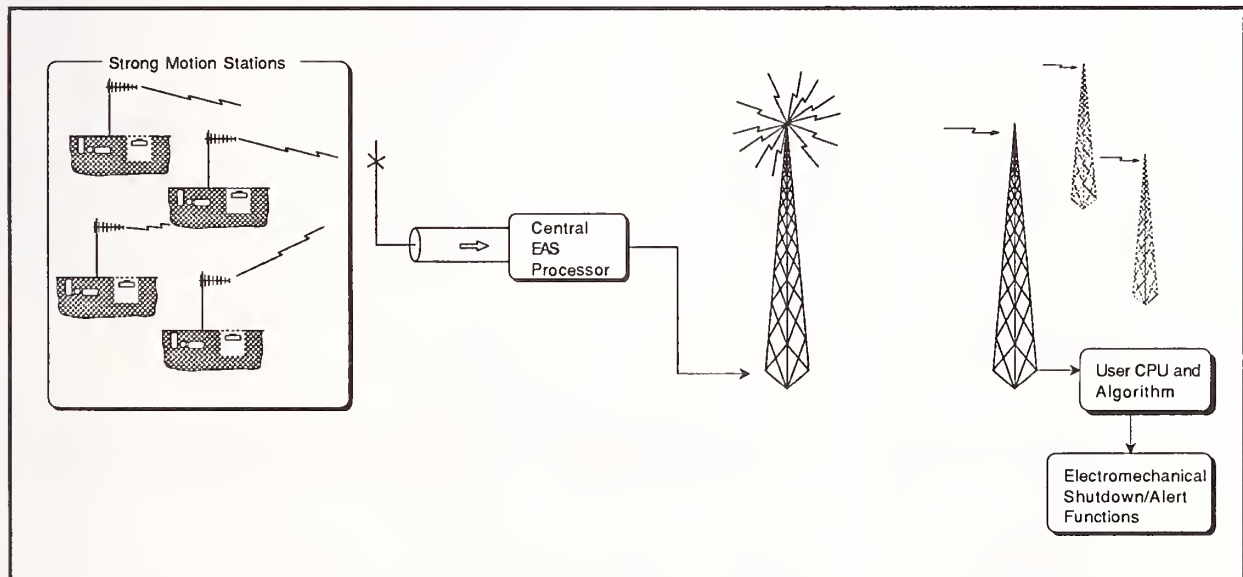 Strong Motion Stations
Central
EAS
Processor
User CPU and
Algorithm
Electromechanical
Shutdown/Alert
Functions